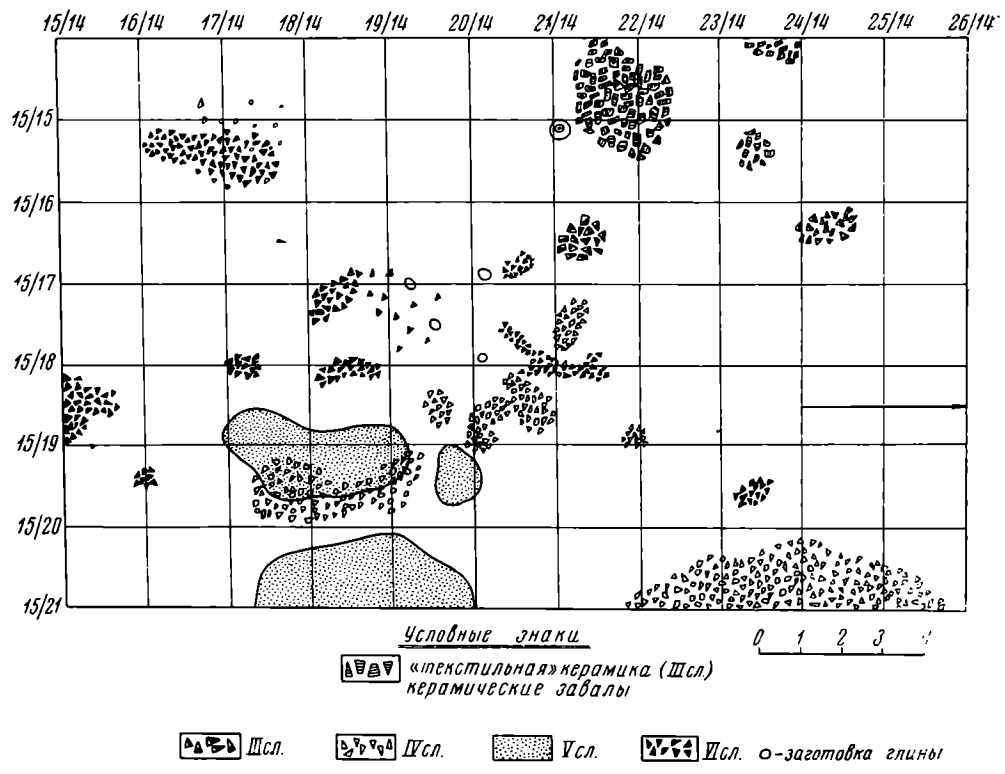 15/14 16/14 17/14 18/14 19/14 20/14 21/14 22/14 23/14 24/14 25/14 26/14
15/15
15/16
15/17
15/18
15/19
15/20
15/21
Условные знаки
0 1 2 3 4
«текстильная» керамика (III сл.)
керамические завалы
III сл. IV сл. V сл. VI сл. -заготовка глины